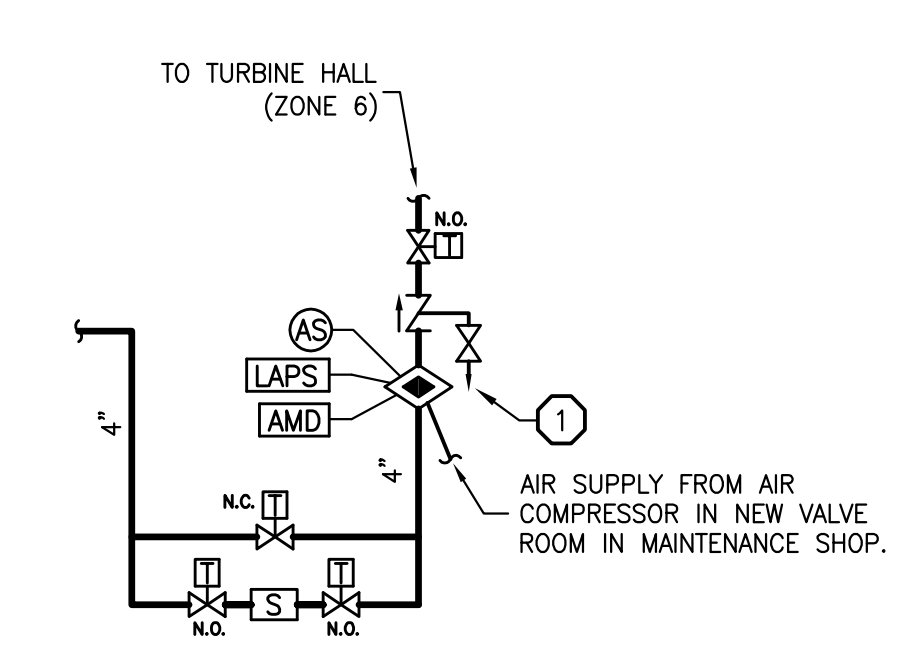 TO TURBINE HALL
(ZONE 6)
N.O.
T
AS
LAPS
AMD
1
4"
4"
AIR SUPPLY FROM AIR
COMPRESSOR IN NEW VALVE
ROOM IN MAINTENANCE SHOP.
N.C.
T
T
T
S
N.O.
N.O.